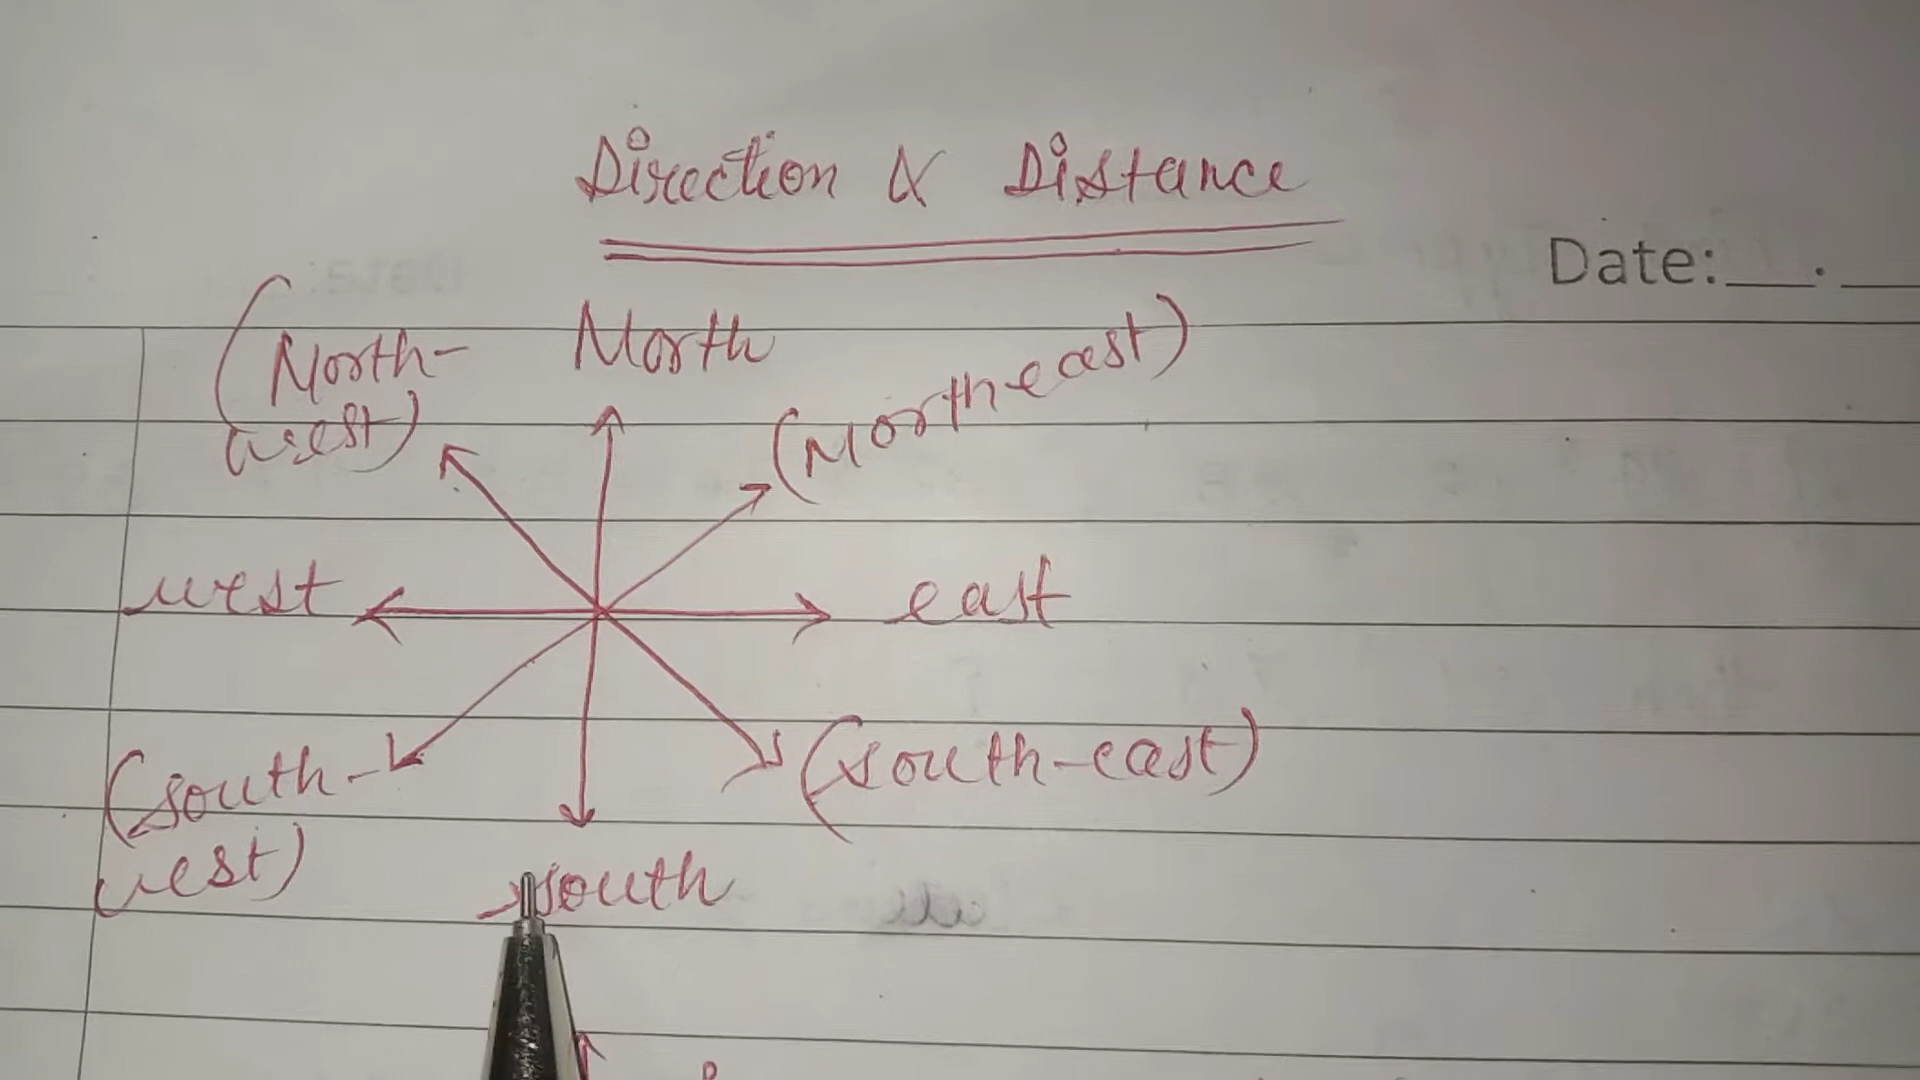 Direction & Distance
Date:
(North-
west)
North
(Northeast)
west
east
(south-
west)
(south-east)
south